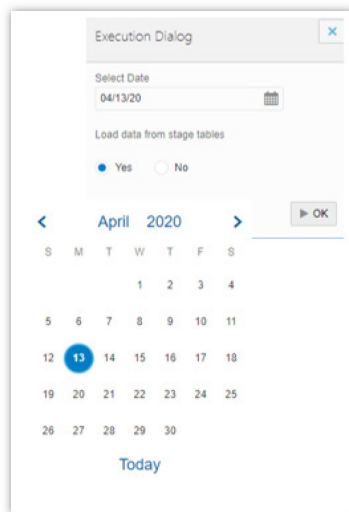 Execution Dialog
Select Date
04/13/20
Load data from stage tables
Yes No
OK
April 2020
S M T W T F S
1 2 3 4
5 6 7 8 9 10 11
12 13 14 15 16 17 18
19 20 21 22 23 24 25
26 27 28 29 30
Today